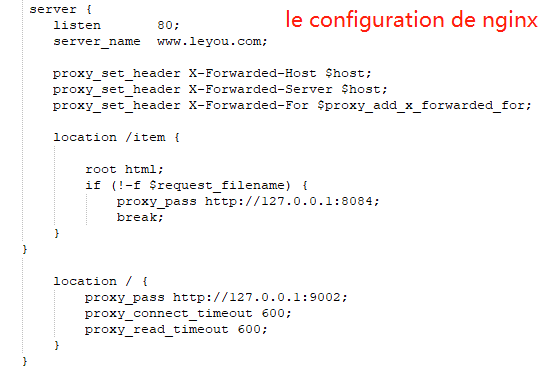 server {
le configuration de nginx
listen 80;
server_name www.leyou.com;
proxy_set_header X-Forwarded-Host $host;
proxy_set_header X-Forwarded-Server $host;
proxy_set_header X-Forwarded-For $proxy_add_x_forwarded_for;
location /item {
root html;
if (!-f $request_filename) {
proxy_pass http://127.0.0.1:8084;
break;
}
}
location / {
proxy_pass http://127.0.0.1:9002;
proxy_connect_timeout 600;
proxy_read_timeout 600;
}
}